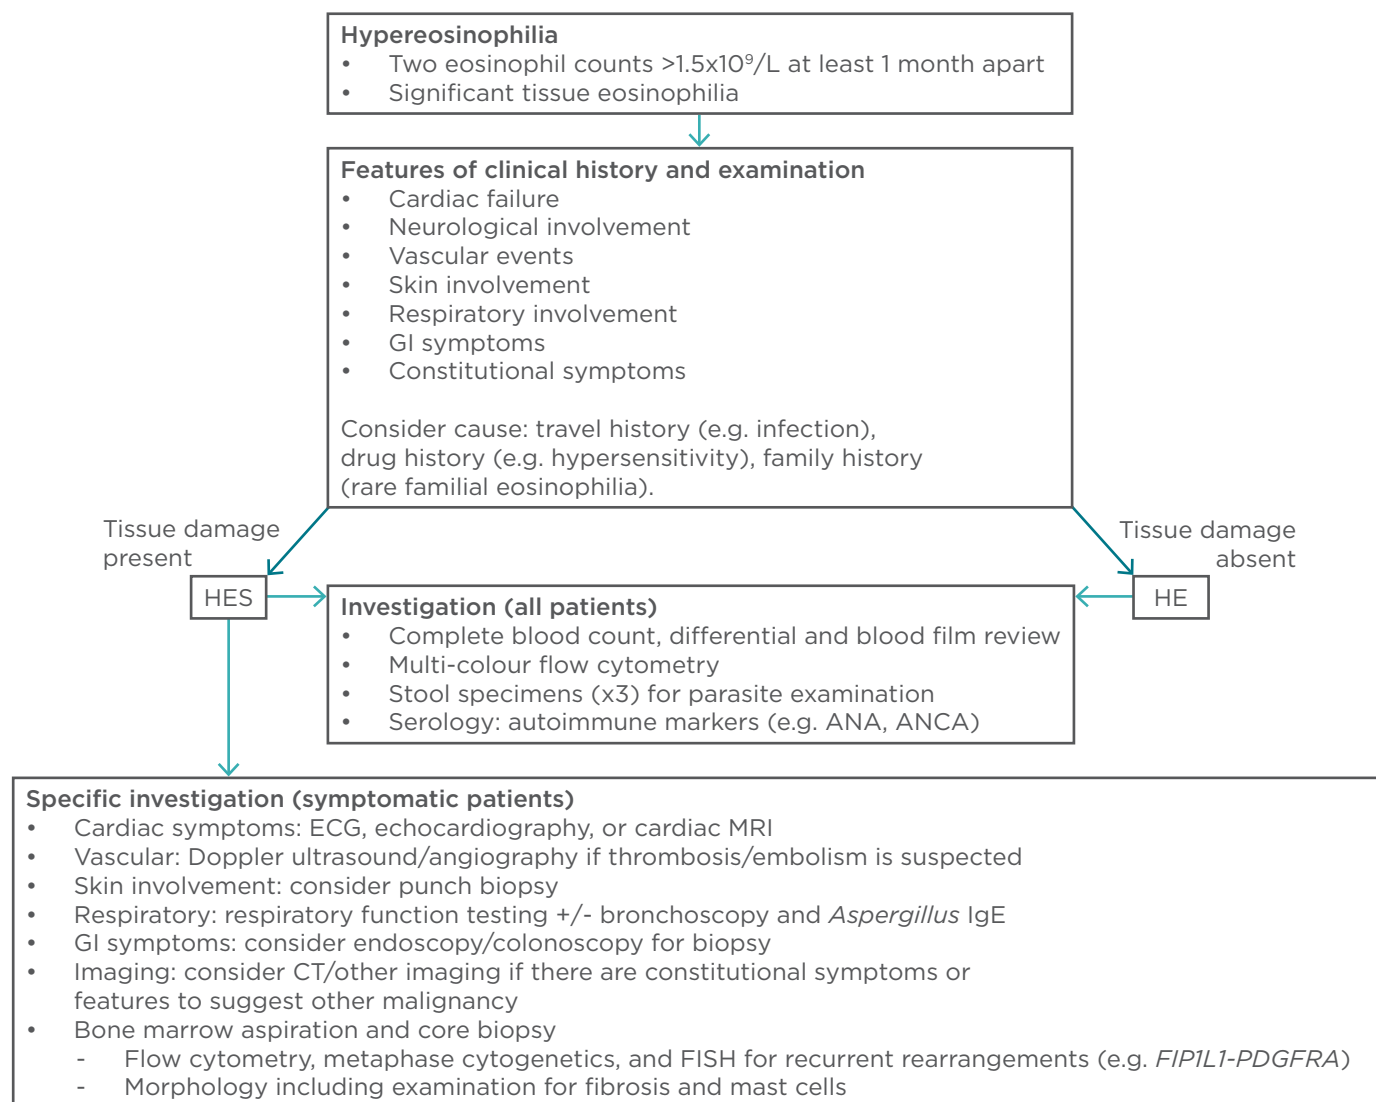 Hypereosinophilia
• Two eosinophil counts >1.5x10⁹/L at least 1 month apart
• Significant tissue eosinophilia
Features of clinical history and examination
• Cardiac failure
• Neurological involvement
• Vascular events
• Skin involvement
• Respiratory involvement
• GI symptoms
• Constitutional symptoms
Consider cause: travel history (e.g. infection),
drug history (e.g. hypersensitivity), family history
(rare familial eosinophilia).
Tissue damage
present
Tissue damage
absent
HES
HE
Investigation (all patients)
• Complete blood count, differential and blood film review
• Multi-colour flow cytometry
• Stool specimens (x3) for parasite examination
• Serology: autoimmune markers (e.g. ANA, ANCA)
Specific investigation (symptomatic patients)
• Cardiac symptoms: ECG, echocardiography, or cardiac MRI
• Vascular: Doppler ultrasound/angiography if thrombosis/embolism is suspected
• Skin involvement: consider punch biopsy
• Respiratory: respiratory function testing +/- bronchoscopy and Aspergillus IgE
• GI symptoms: consider endoscopy/colonoscopy for biopsy
• Imaging: consider CT/other imaging if there are constitutional symptoms or
features to suggest other malignancy
• Bone marrow aspiration and core biopsy
- Flow cytometry, metaphase cytogenetics, and FISH for recurrent rearrangements (e.g. FIP1L1-PDGFRA)
- Morphology including examination for fibrosis and mast cells